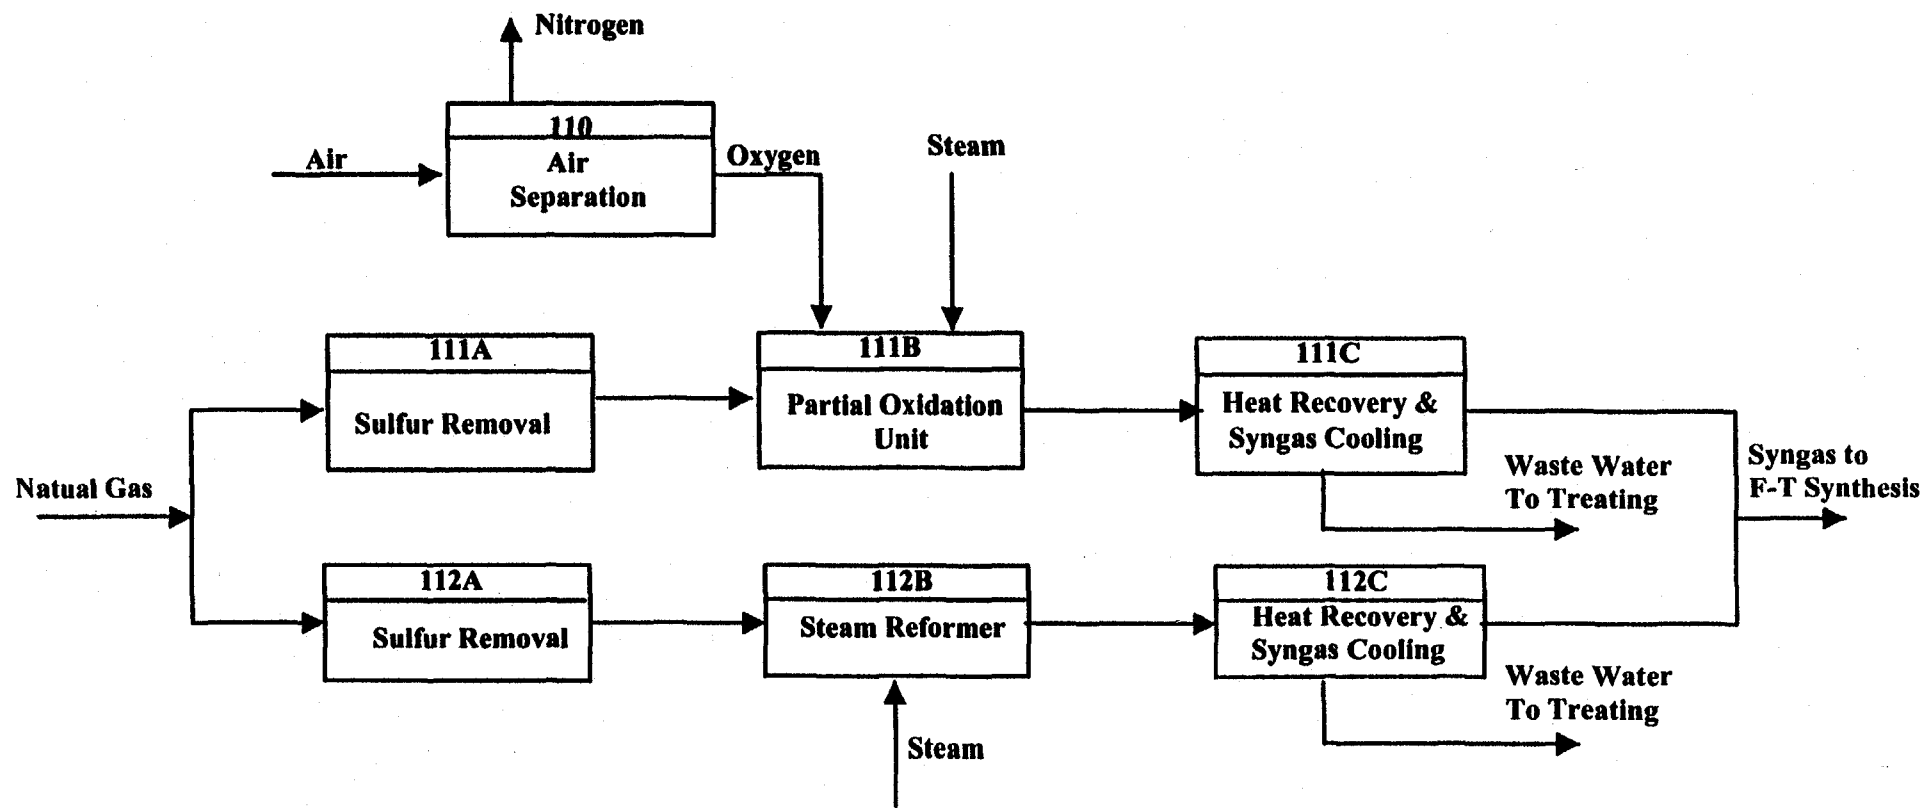 Nitrogen
110
Air
Air
Separation
Oxygen
Steam
111A
Sulfur Removal
111B
Partial Oxidation
Unit
111C
Heat Recovery &
Syngas Cooling
Waste Water
To Treating
Syngas to
F-T Synthesis
Natual Gas
112A
Sulfur Removal
112B
Steam Reformer
112C
Heat Recovery &
Syngas Cooling
Waste Water
To Treating
Steam